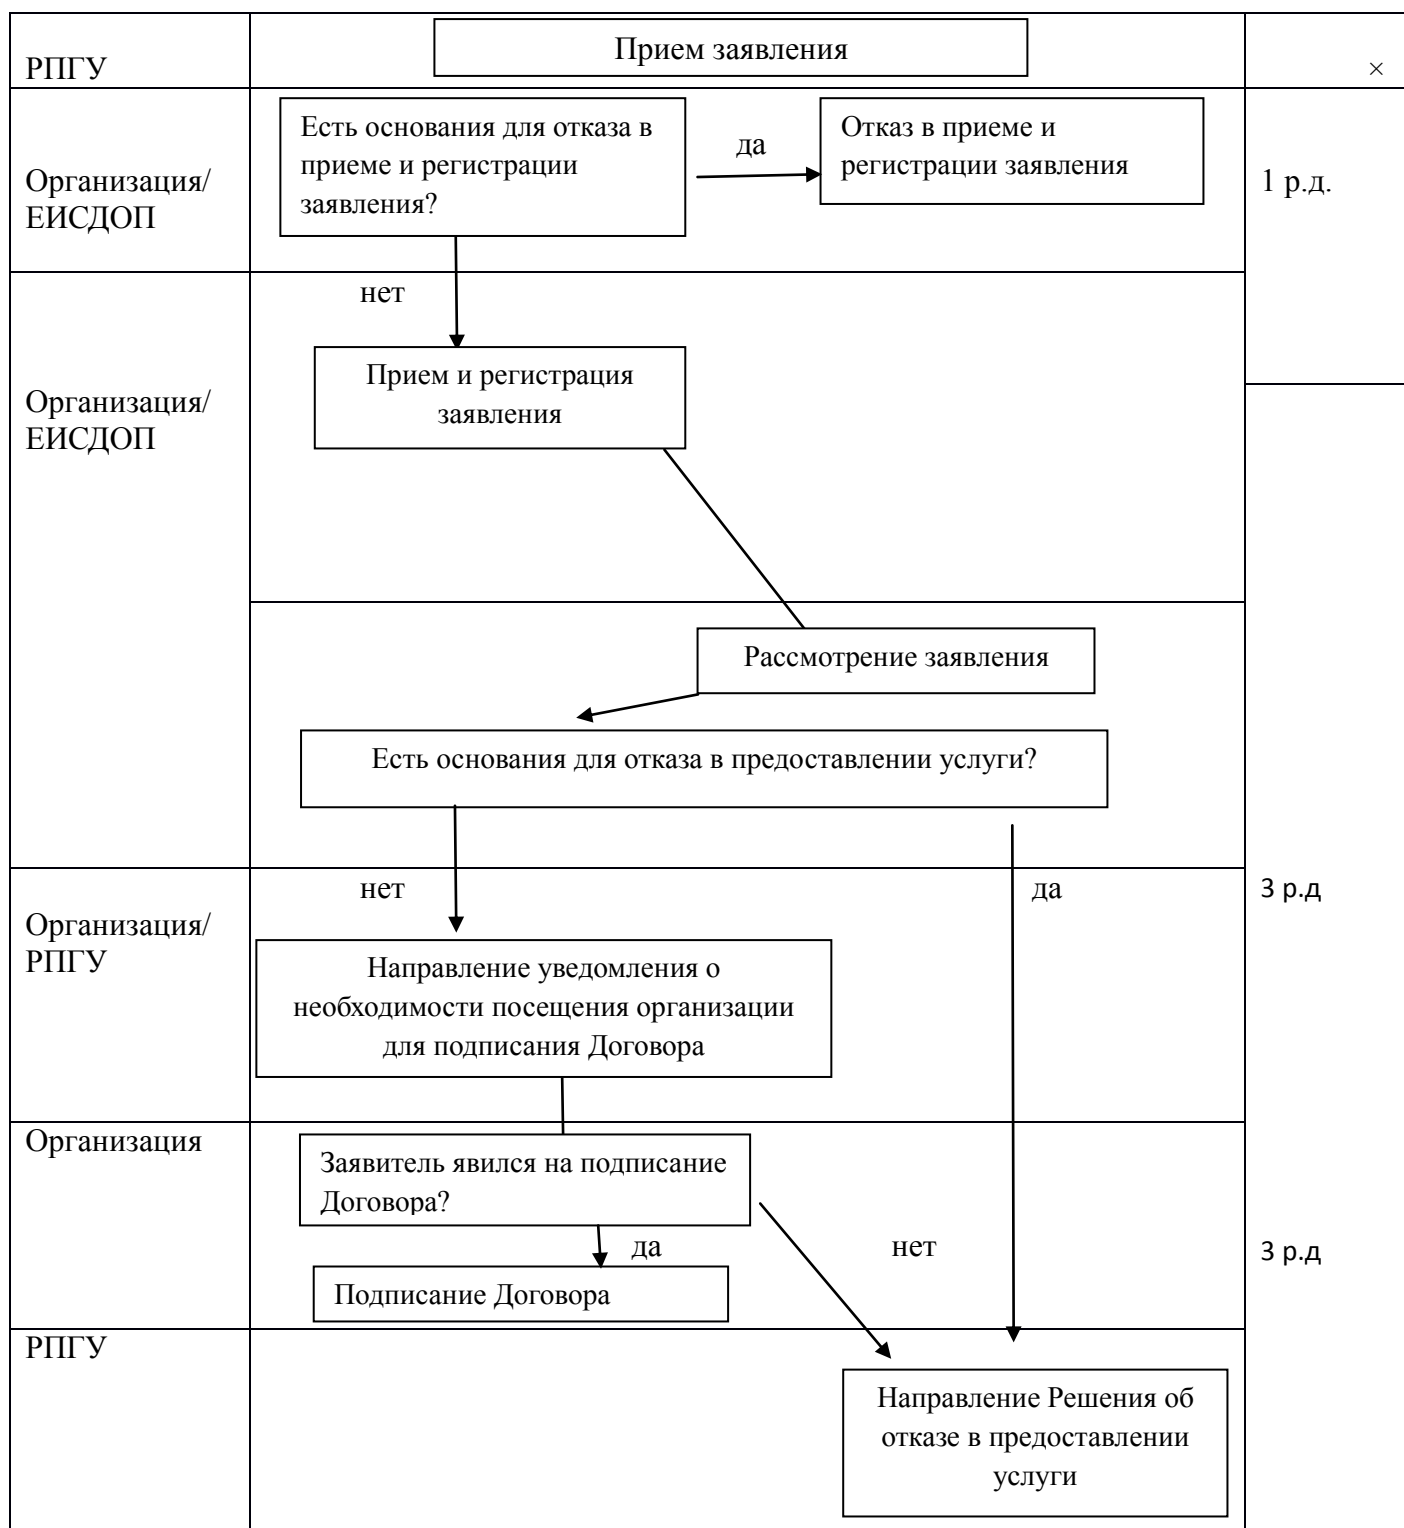 РПГУ
Прием заявления
×
Организация/
ЕИСДОП
Есть основания для отказа в
приеме и регистрации
заявления?
да
Отказ в приеме и
регистрации заявления
1 р.д.
нет
Организация/
ЕИСДОП
Прием и регистрация
заявления
Рассмотрение заявления
Есть основания для отказа в предоставлении услуги?
нет
да
3 р.д
Организация/
РПГУ
Направление уведомления о
необходимости посещения организации
для подписания Договора
Организация
Заявитель явился на подписание
Договора?
да
нет
3 р.д
Подписание Договора
РПГУ
Направление Решения об
отказе в предоставлении
услуги